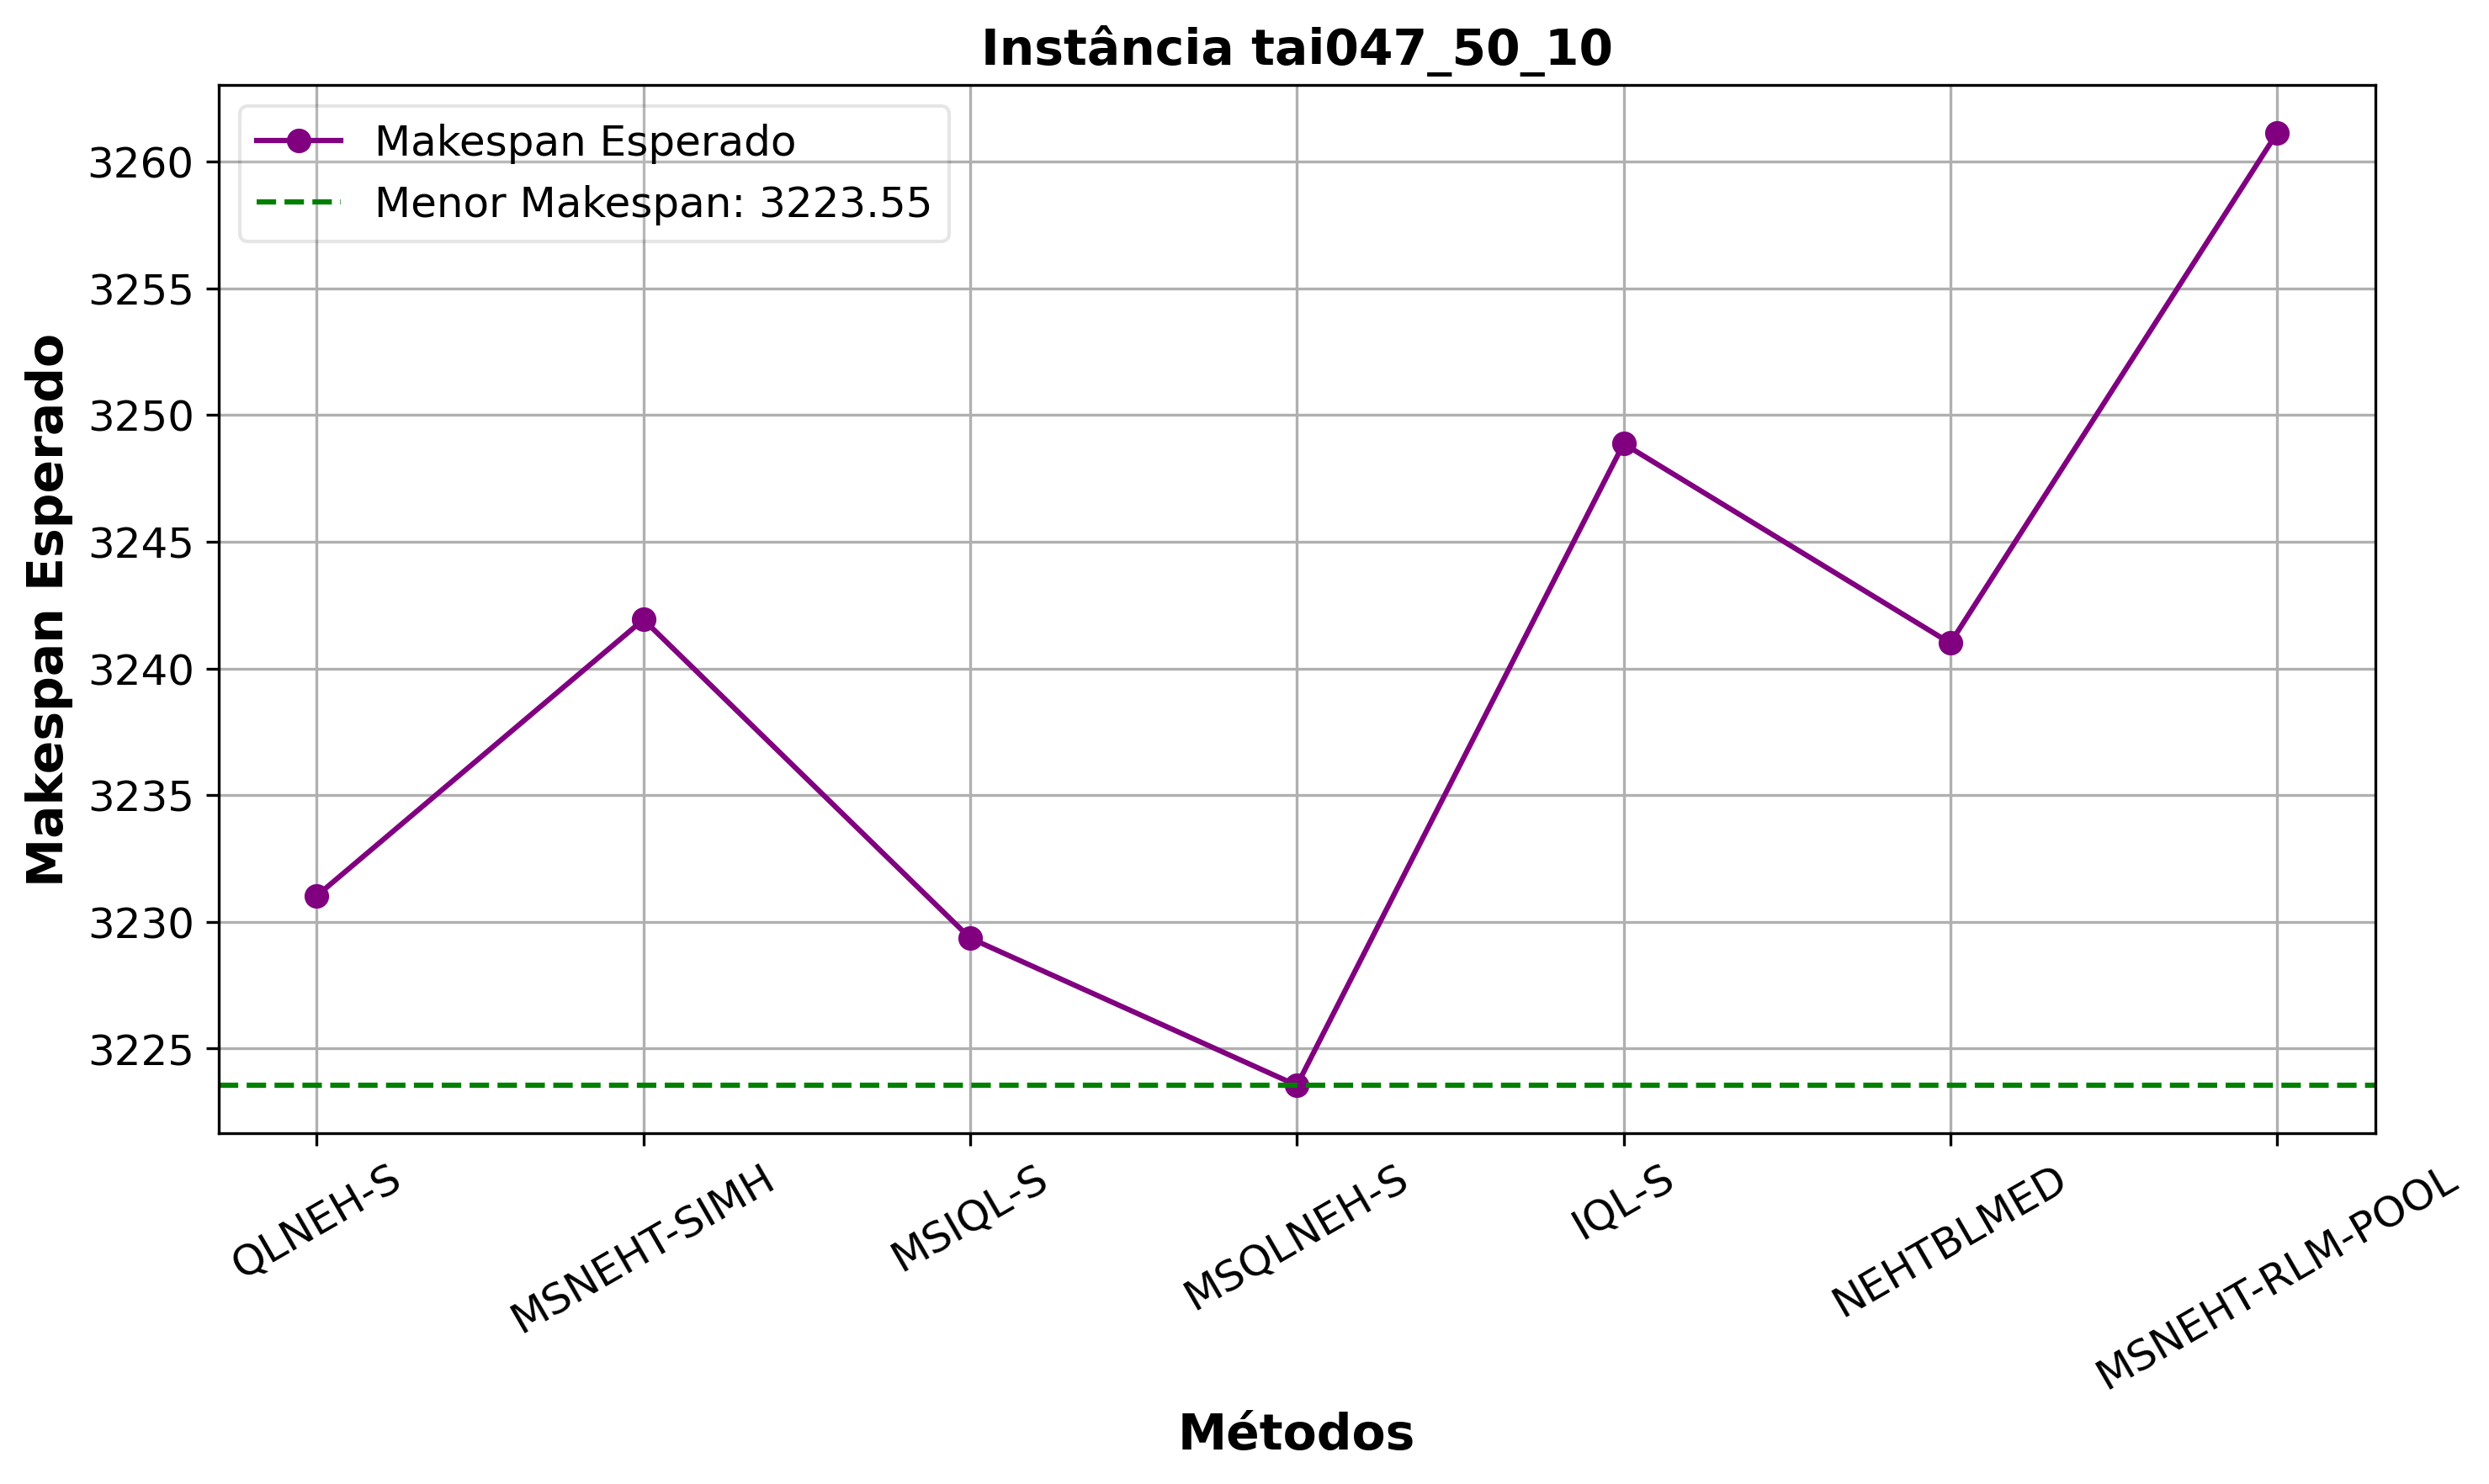 Instância tai047_50_10
Makespan Esperado
Menor Makespan: 3223.55
Makespan Esperado
3260
3255
3250
3245
3240
3235
3230
3225
QLNEH-S
MSNEHT-SIMH
MSIQL-S
MSQLNEH-S
IQL-S
NEHTBLMED
MSNEHT-RLM-POOL
Métodos